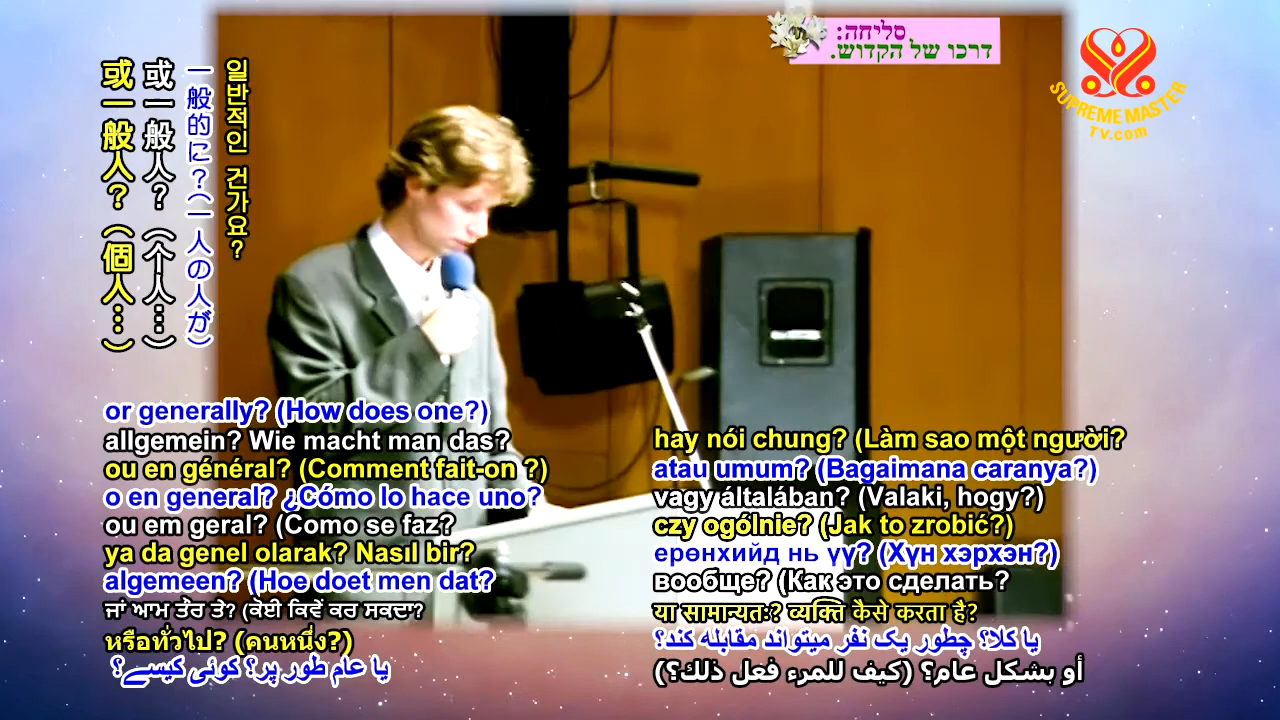 סליחה:
דרכו של הקדוש.
SUPREME MASTER
TV.com
或一般人？（個人…）
或一般人？（个人…）
一般的に？（一人の人が）
일반적인 건가요?
or generally? (How does one?)
allgemein? Wie macht man das?
ou en général? (Comment fait-on ?)
o en general? ¿Cómo lo hace uno?
ou em geral? (Como se faz?
ya da genel olarak? Nasıl bir?
algemeen? (Hoe doet men dat?
ਜਾਂ ਆਮ ਤੌਰ ਤੇ? (ਕੋਈ ਕਿਵੇਂ ਕਰ ਸਕਦਾ?
หรือทั่วไป? (คนหนึ่ง?)
یا عام طور پر؟ کوئی کیسے؟
hay nói chung? (Làm sao một người?
atau umum? (Bagaimana caranya?)
vagy általában? (Valaki, hogy?)
czy ogólnie? (Jak to zrobić?)
ерөнхийд нь үү? (Хүн хэрхэн?)
вообще? (Как это сделать?
या सामान्यतः? व्यक्ति कैसे करता है?
یا کلا؟ چطور یک نفر میتواند مقابله کند؟
أو بشكل عام؟ (كيف للمرء فعل ذلك؟)